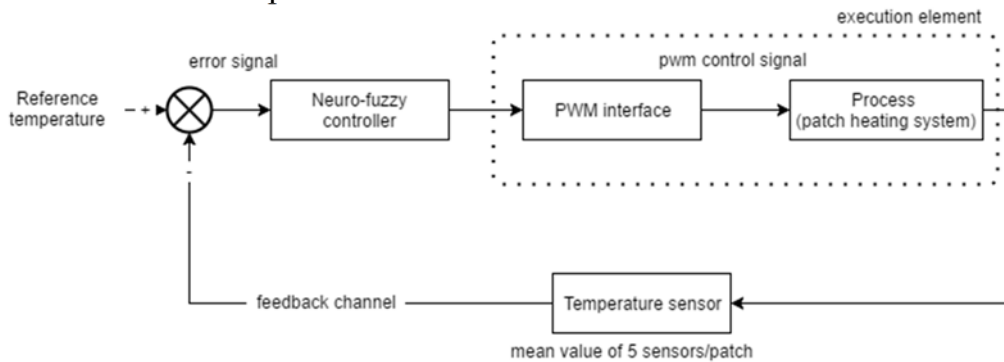 execution element
error signal
pwm control signal
Reference
temperature
- +
Neuro-fuzzy
controller
PWM interface
Process
(patch heating system)
-
feedback channel
Temperature sensor
mean value of 5 sensors/patch